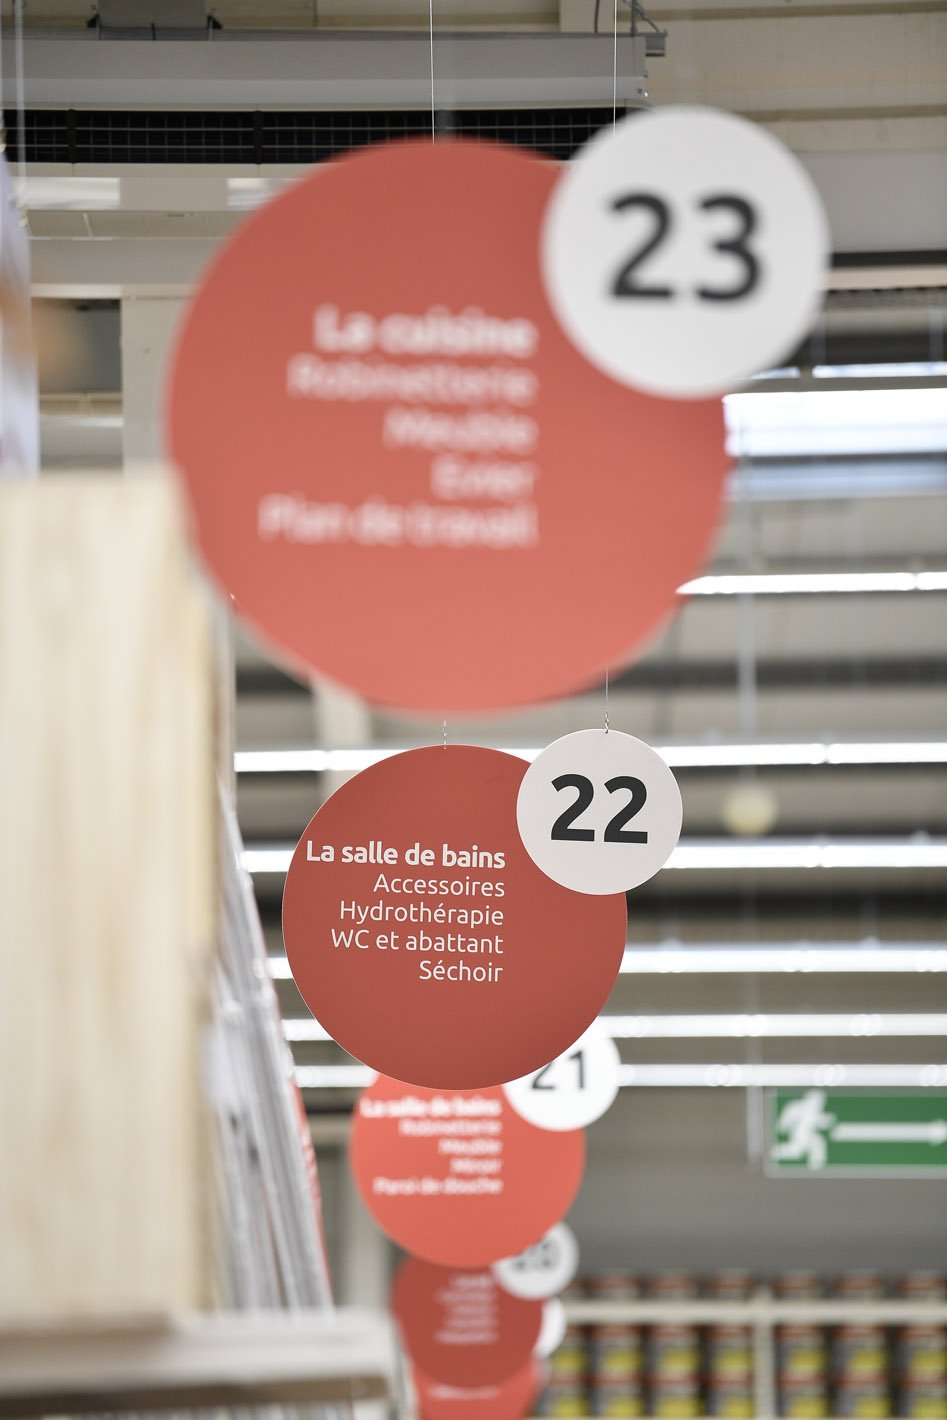 23
La cuisine
Robinetterie
Meuble
Evier
Plan de travail
22
La salle de bains
Accessoires
Hydrothérapie
WC et abattant
Séchoir
21
La salle de bains
Robinetterie
Meuble
Miroir
Paroi de douche
20